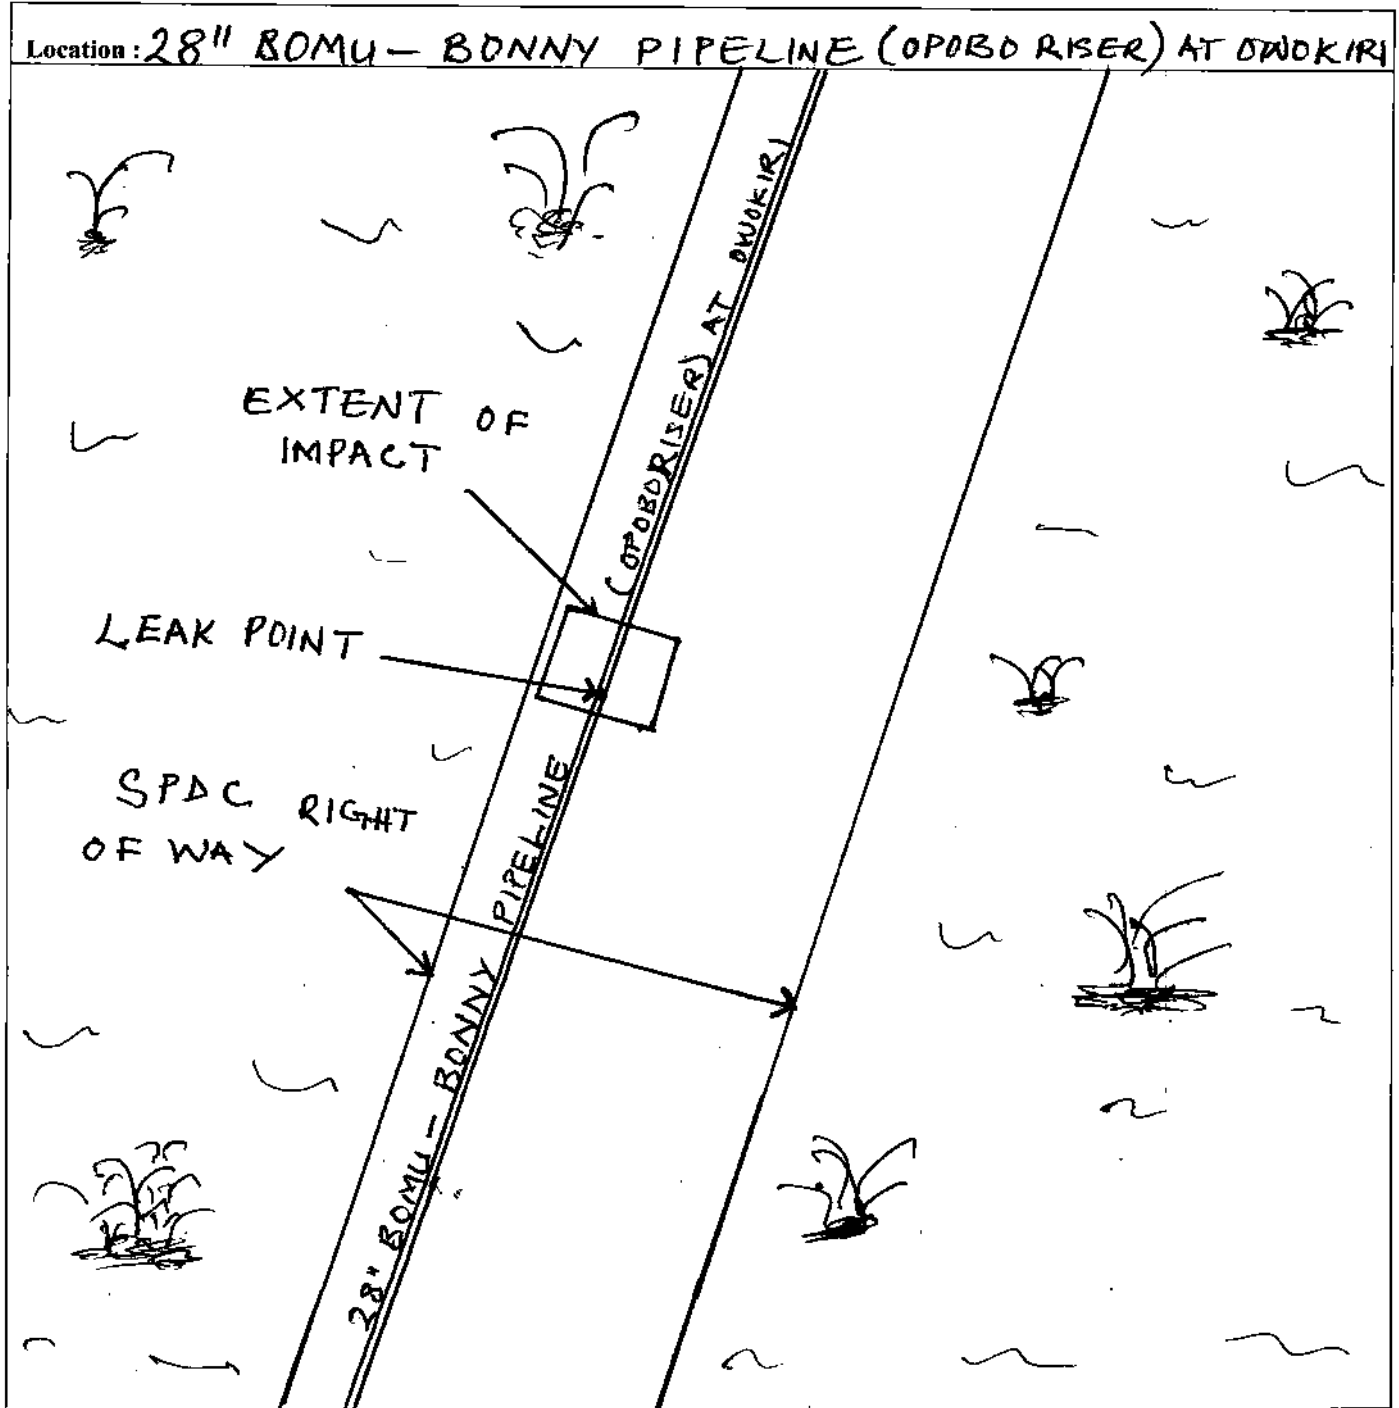 Location : 28" BOMU – BONNY PIPELINE (OPOBO RISER) AT OWOKIRI
EXTENT OF
IMPACT
LEAK POINT
SPDC RIGHT
OF WAY
28" BOMU – BONNY PIPELINE (OPOBO RISER) AT OWOKIRI